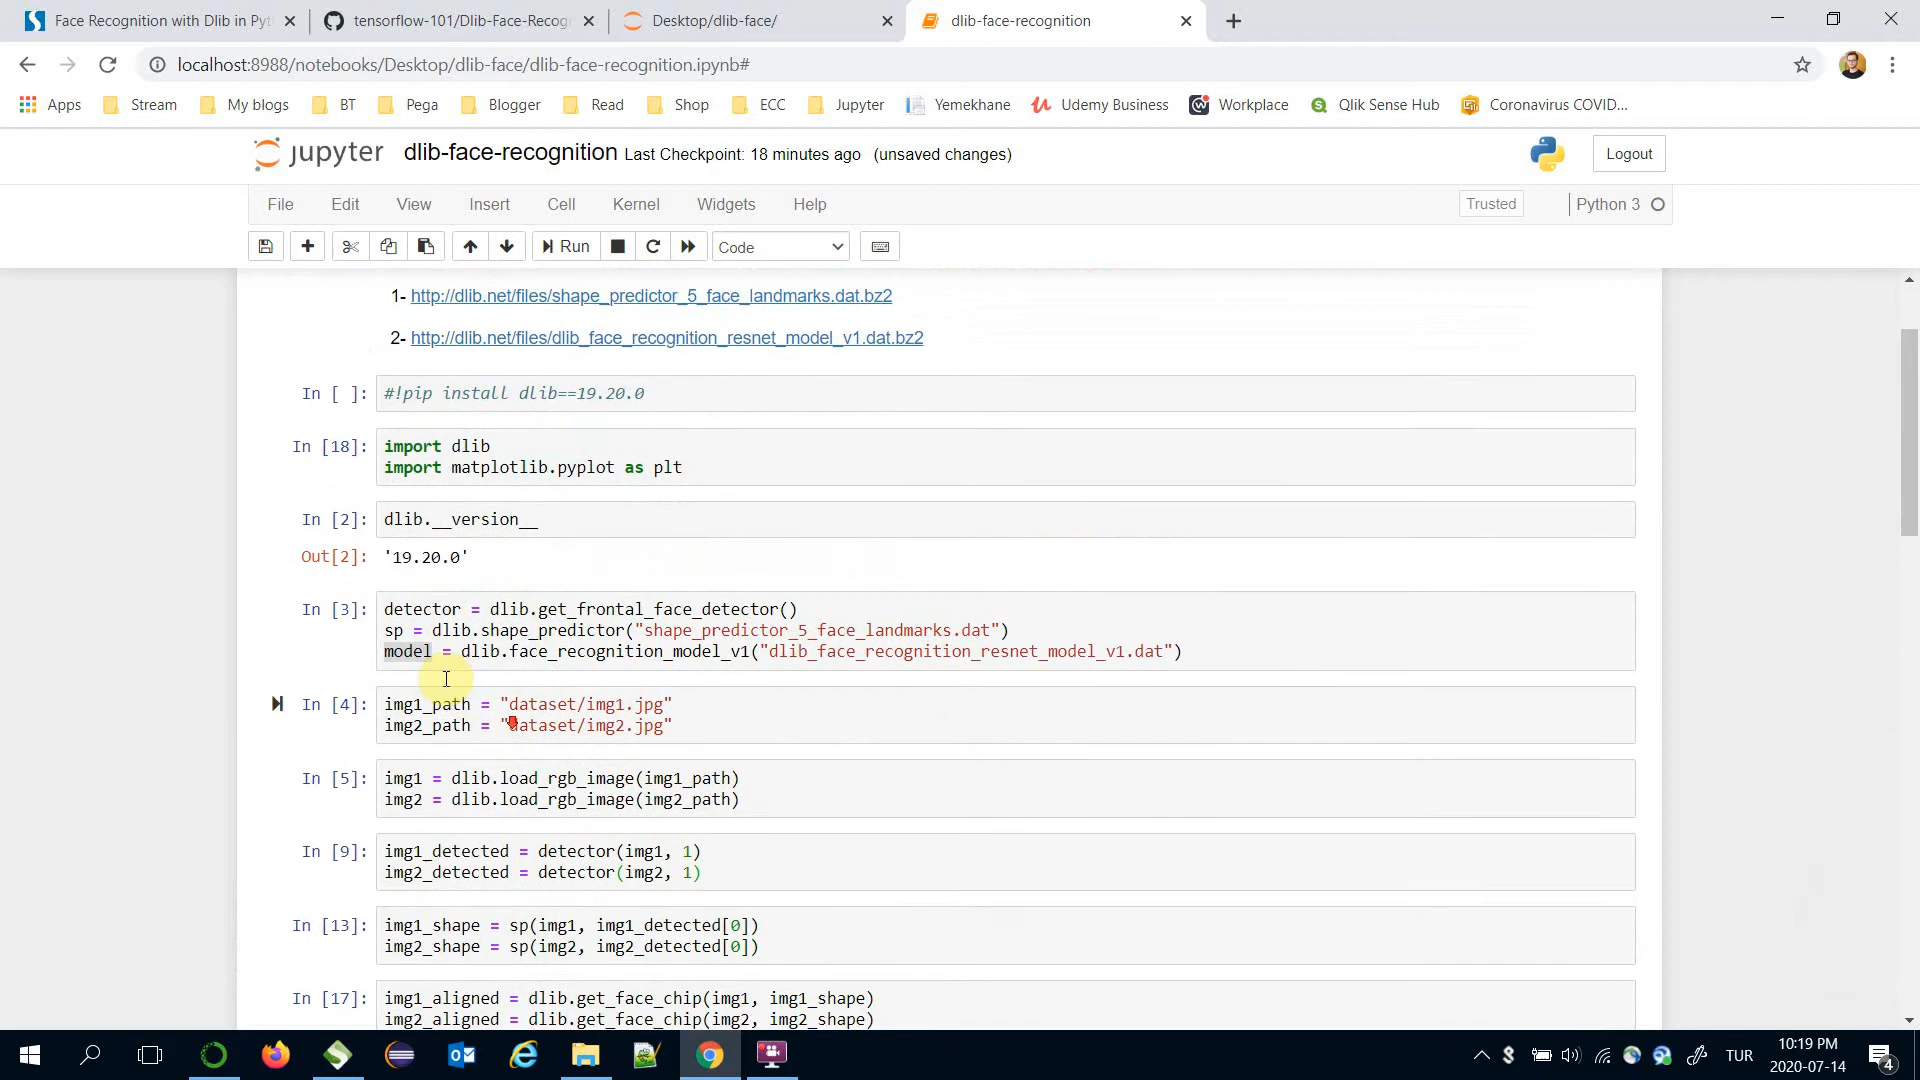 Face Recognition with Dlib in Pyt
tensorflow-101/Dlib-Face-Recog
Desktop/dlib-face/
dlib-face-recognition
localhost:8988/notebooks/Desktop/dlib-face/dlib-face-recognition.ipynb#
Apps Stream My blogs BT Pega Blogger Read Shop ECC Jupyter Yemekhane Udemy Business Workplace Qlik Sense Hub Coronavirus COVID...
jupyter dlib-face-recognition Last Checkpoint: 18 minutes ago (unsaved changes) Logout
File Edit View Insert Cell Kernel Widgets Help Trusted Python 3
Run Code
1- http://dlib.net/files/shape_predictor_5_face_landmarks.dat.bz2
2- http://dlib.net/files/dlib_face_recognition_resnet_model_v1.dat.bz2
In [ ]: #!pip install dlib==19.20.0
In [18]: import dlib
import matplotlib.pyplot as plt
In [2]: dlib.__version__
Out[2]: '19.20.0'
In [3]: detector = dlib.get_frontal_face_detector()
sp = dlib.shape_predictor("shape_predictor_5_face_landmarks.dat")
model = dlib.face_recognition_model_v1("dlib_face_recognition_resnet_model_v1.dat")
In [4]: img1_path = "dataset/img1.jpg"
img2_path = "dataset/img2.jpg"
In [5]: img1 = dlib.load_rgb_image(img1_path)
img2 = dlib.load_rgb_image(img2_path)
In [9]: img1_detected = detector(img1, 1)
img2_detected = detector(img2, 1)
In [13]: img1_shape = sp(img1, img1_detected[0])
img2_shape = sp(img2, img2_detected[0])
In [17]: img1_aligned = dlib.get_face_chip(img1, img1_shape)
img2_aligned = dlib.get_face_chip(img2, img2_shape)
TUR
10:19 PM
2020-07-14
4